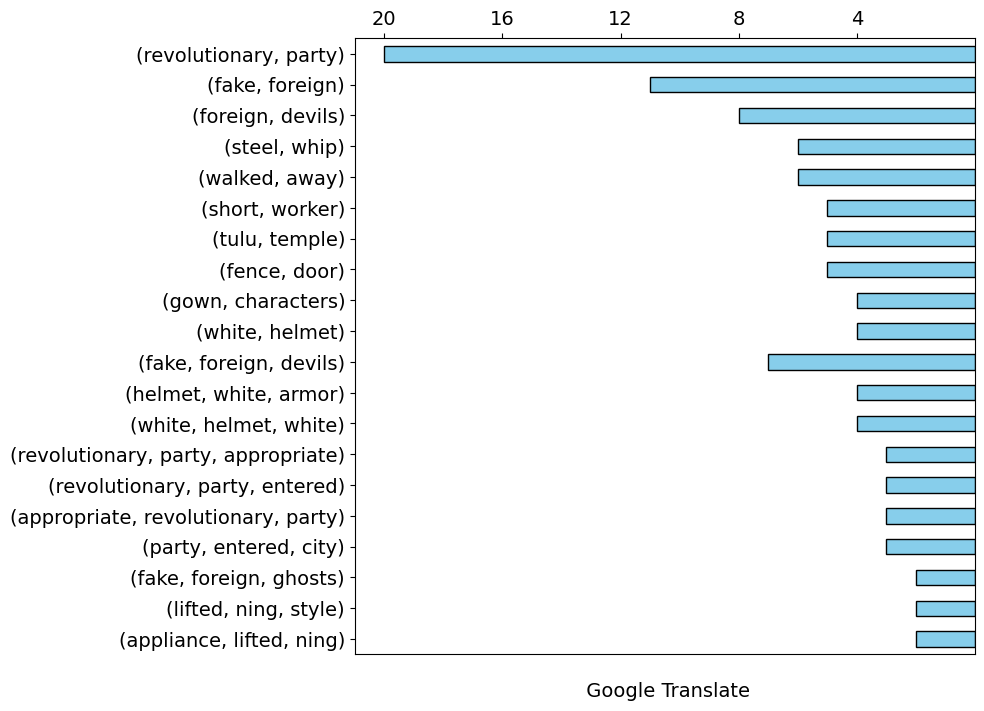 20 16 12 8 4
(revolutionary, party)
(fake, foreign)
(foreign, devils)
(steel, whip)
(walked, away)
(short, worker)
(tulu, temple)
(fence, door)
(gown, characters)
(white, helmet)
(fake, foreign, devils)
(helmet, white, armor)
(white, helmet, white)
(revolutionary, party, appropriate)
(revolutionary, party, entered)
(appropriate, revolutionary, party)
(party, entered, city)
(fake, foreign, ghosts)
(lifted, ning, style)
(appliance, lifted, ning)
Google Translate